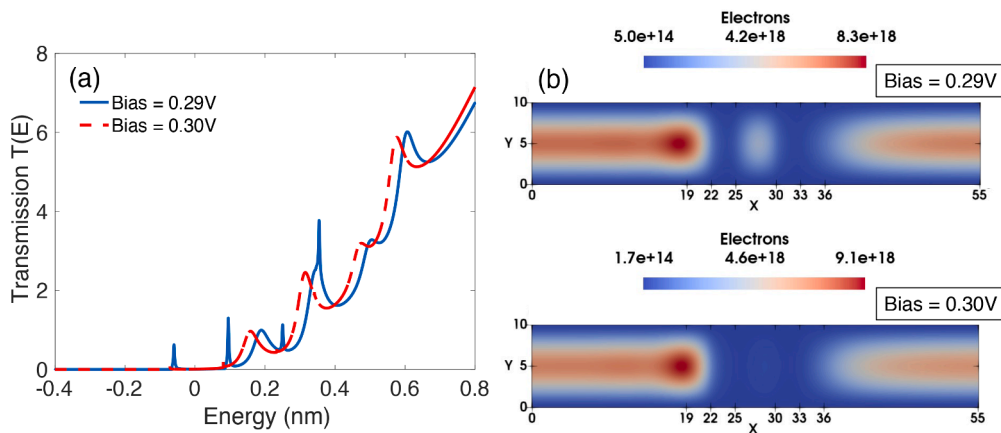 (a)
Bias = 0.29V
Bias = 0.30V
Transmission T(E)
8
6
4
2
0
-0.4 -0.2 0 0.2 0.4 0.6 0.8
Energy (nm)
(b)
Electrons
5.0e+14 4.2e+18 8.3e+18
Bias = 0.29V
10
Y 5
0
0 19 22 25 30 33 36 55
X
Electrons
1.7e+14 4.6e+18 9.1e+18
Bias = 0.30V
10
Y 5
0
0 19 22 25 30 33 36 55
X